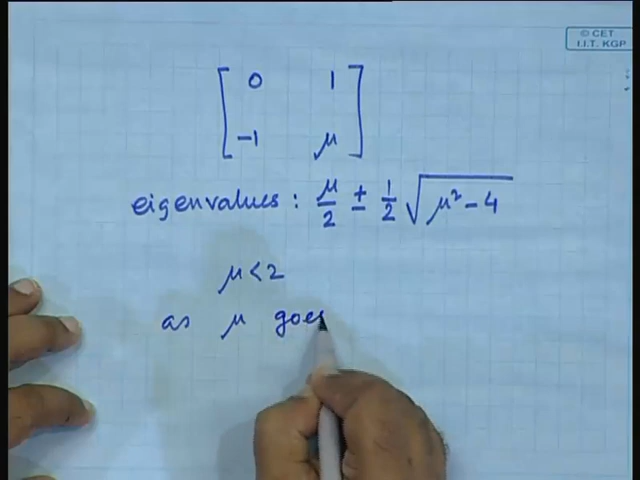 © CET
I.I.T. KGP
0 1
-1 μ
eigenvalues : μ/2 ± 1/2 √(μ² - 4)
μ < 2
as μ goes